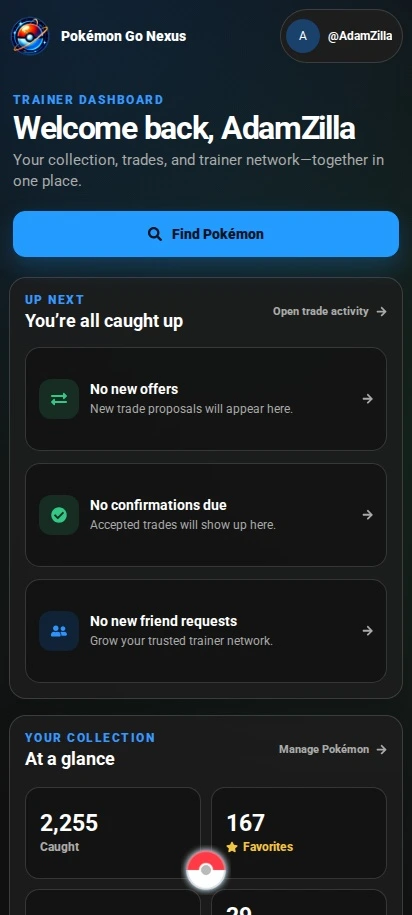 Pokémon Go Nexus
A
@AdamZilla
TRAINER DASHBOARD
Welcome back, AdamZilla
Your collection, trades, and trainer network—together in
one place.
Find Pokémon
UP NEXT
You’re all caught up
Open trade activity
No new offers
New trade proposals will appear here.
No confirmations due
Accepted trades will show up here.
No new friend requests
Grow your trusted trainer network.
YOUR COLLECTION
At a glance
Manage Pokémon
2,255
Caught
167
Favorites